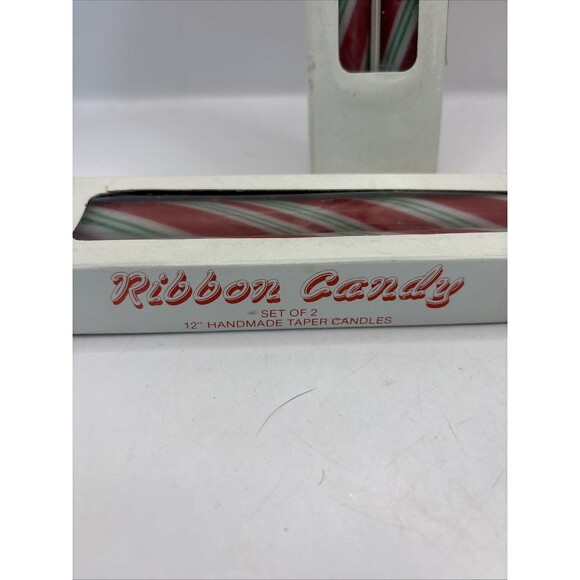 Ribbon Candy
SET OF 2
12" HANDMADE TAPER CANDLES